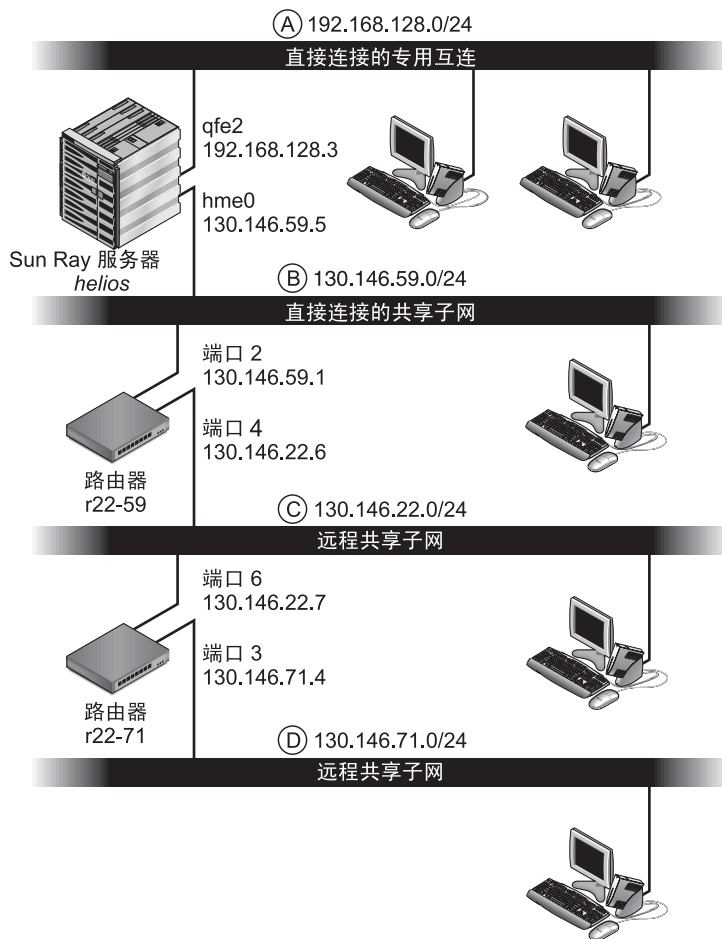 A 192.168.128.0/24
直接连接的专用互连
qfe2
192.168.128.3
hme0
130.146.59.5
Sun Ray 服务器
helios
B 130.146.59.0/24
直接连接的共享子网
端口 2
130.146.59.1
端口 4
130.146.22.6
路由器
r22-59
C 130.146.22.0/24
远程共享子网
端口 6
130.146.22.7
端口 3
130.146.71.4
路由器
r22-71
D 130.146.71.0/24
远程共享子网